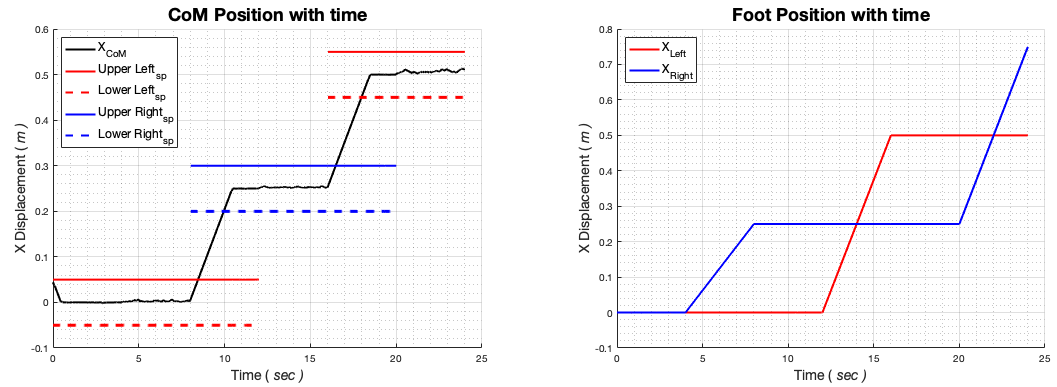 CoM Position with time
X Displacement ( m )
0.6
0.5
0.4
0.3
0.2
0.1
0
-0.1
X_CoM
Upper Left_sp
Lower Left_sp
Upper Right_sp
Lower Right_sp
0 5 10 15 20 25
Time ( sec )
Foot Position with time
X Displacement ( m )
0.8
0.7
0.6
0.5
0.4
0.3
0.2
0.1
0
-0.1
X_Left
X_Right
0 5 10 15 20 25
Time ( sec )